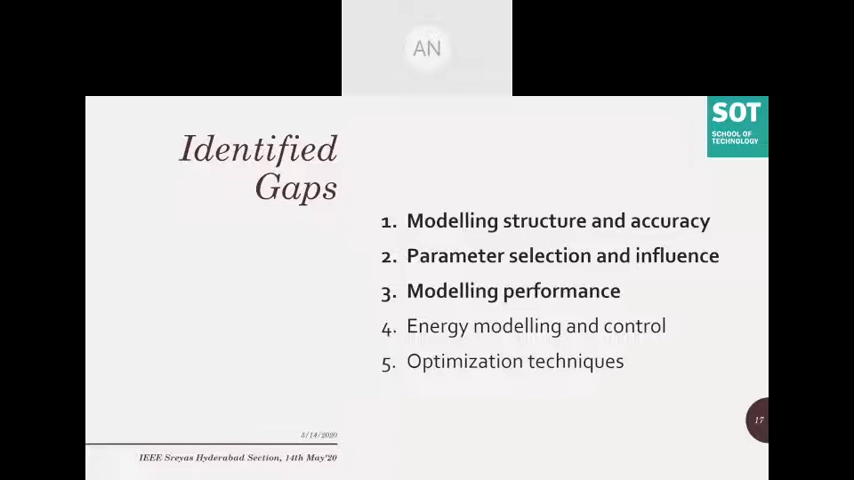 AN
SOT
SCHOOL OF
TECHNOLOGY
Identified
Gaps
1. Modelling structure and accuracy
2. Parameter selection and influence
3. Modelling performance
4. Energy modelling and control
5. Optimization techniques
5/14/2020
17
IEEE Sreyas Hyderabad Section, 14th May'20